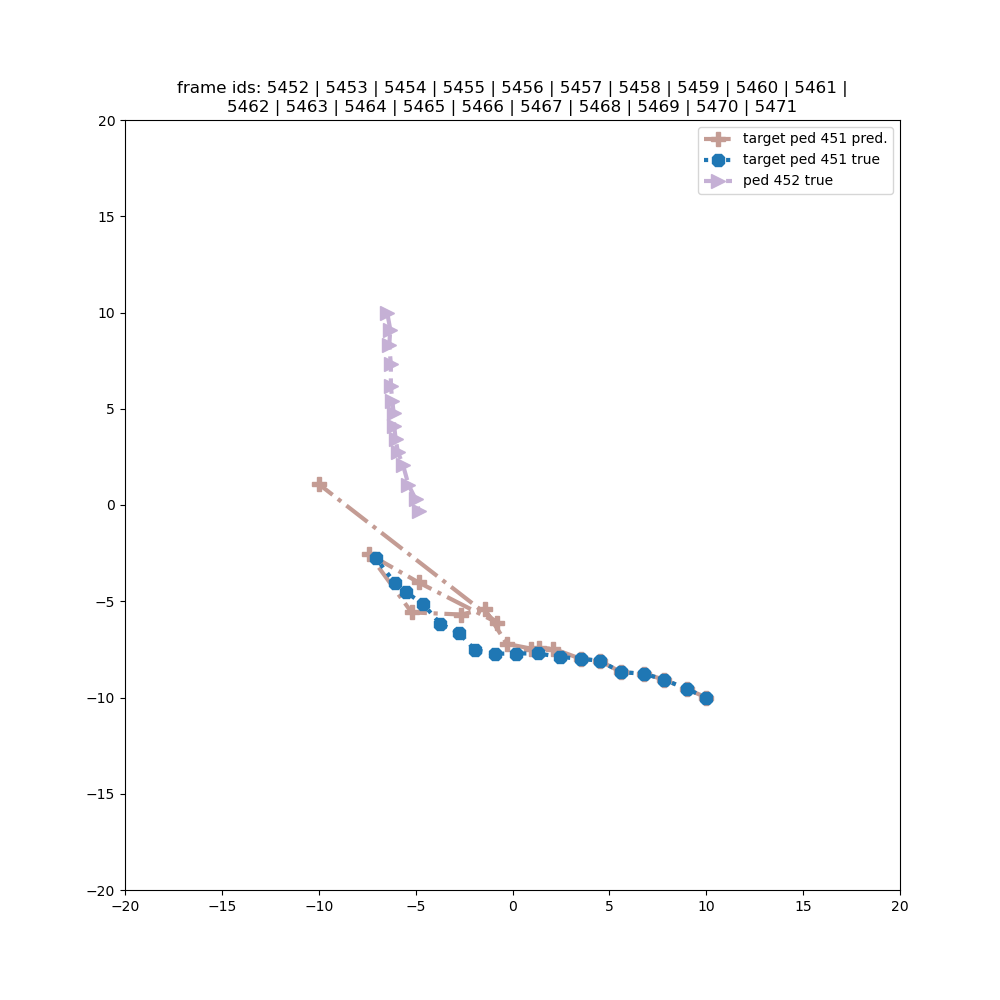 frame ids: 5452 | 5453 | 5454 | 5455 | 5456 | 5457 | 5458 | 5459 | 5460 | 5461 |
5462 | 5463 | 5464 | 5465 | 5466 | 5467 | 5468 | 5469 | 5470 | 5471
target ped 451 pred.
target ped 451 true
ped 452 true
20
15
10
5
0
−5
−10
−15
−20
−20 −15 −10 −5 0 5 10 15 20